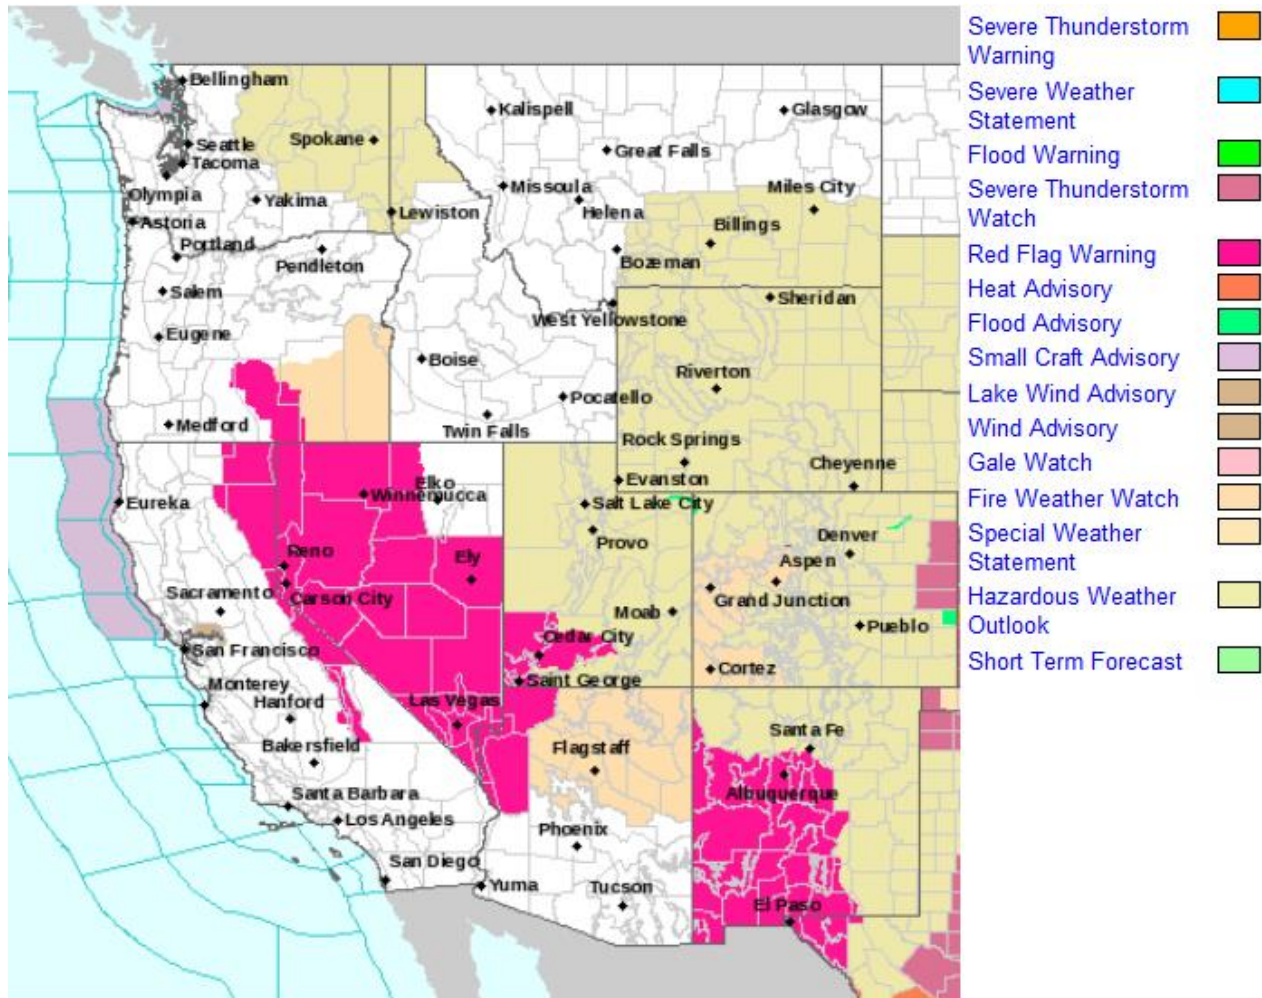 Bellingham
Kalispell
Glasgow
Seattle
Spokane
Great Falls
Tacoma
Olympia
Yakima
Missoula
Miles City
Lewiston
Helena
Astoria
Billings
Portland
Pendleton
Bozeman
Salem
Sheridan
West Yellowstone
Eugene
Boise
Riverton
Pocatello
Medford
Twin Falls
Rock Springs
Cheyenne
Elko
Evanston
Winnemucca
Eureka
Salt Lake City
Denver
Provo
Reno
Ely
Aspen
Sacramento
Carson City
Grand Junction
Moab
Pueblo
Cedar City
San Francisco
Cortez
Saint George
Monterey
Hanford
Las Vegas
Santa Fe
Bakersfield
Flagstaff
Santa Barbara
Albuquerque
Los Angeles
Phoenix
San Diego
Yuma
Tucson
El Paso
Severe Thunderstorm
Warning
Severe Weather
Statement
Flood Warning
Severe Thunderstorm
Watch
Red Flag Warning
Heat Advisory
Flood Advisory
Small Craft Advisory
Lake Wind Advisory
Wind Advisory
Gale Watch
Fire Weather Watch
Special Weather
Statement
Hazardous Weather
Outlook
Short Term Forecast